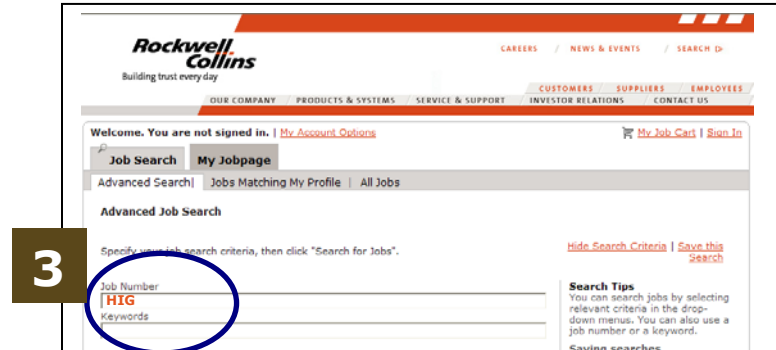 Rockwell
Collins
Building trust every day
CAREERS / NEWS & EVENTS / SEARCH
CUSTOMERS / SUPPLIERS / EMPLOYEES
OUR COMPANY / PRODUCTS & SYSTEMS / SERVICE & SUPPORT / INVESTOR RELATIONS / CONTACT US
Welcome. You are not signed in. | My Account Options My Job Cart | Sign In
Job Search My Jobpage
Advanced Search| Jobs Matching My Profile | All Jobs
Advanced Job Search
Specify your job search criteria, then click "Search for Jobs". Hide Search Criteria | Save this
Search
3
Job Number
HIG
Keywords
Search Tips
You can search jobs by selecting
relevant criteria in the drop-
down menus. You can also use a
job number or a keyword.
Saving searches